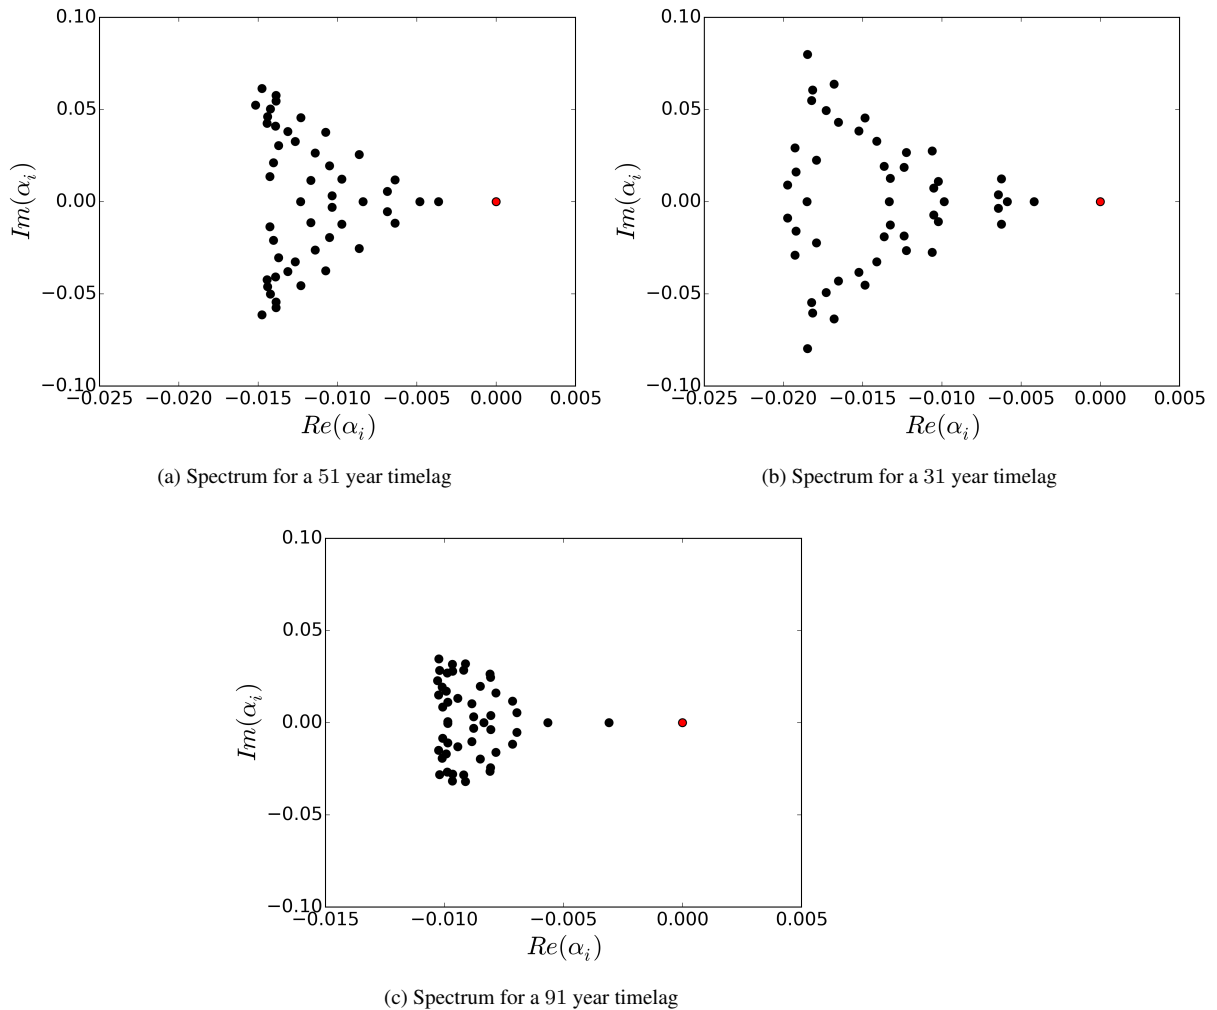 0.10
0.05
0.00
−0.05
−0.10
Im(αᵢ)
−0.025 −0.020 −0.015 −0.010 −0.005 0.000 0.005
Re(αᵢ)
(a) Spectrum for a 51 year timelag
0.10
0.05
0.00
−0.05
−0.10
Im(αᵢ)
−0.025 −0.020 −0.015 −0.010 −0.005 0.000 0.005
Re(αᵢ)
(b) Spectrum for a 31 year timelag
0.10
0.05
0.00
−0.05
−0.10
Im(αᵢ)
−0.015 −0.010 −0.005 0.000 0.005
Re(αᵢ)
(c) Spectrum for a 91 year timelag